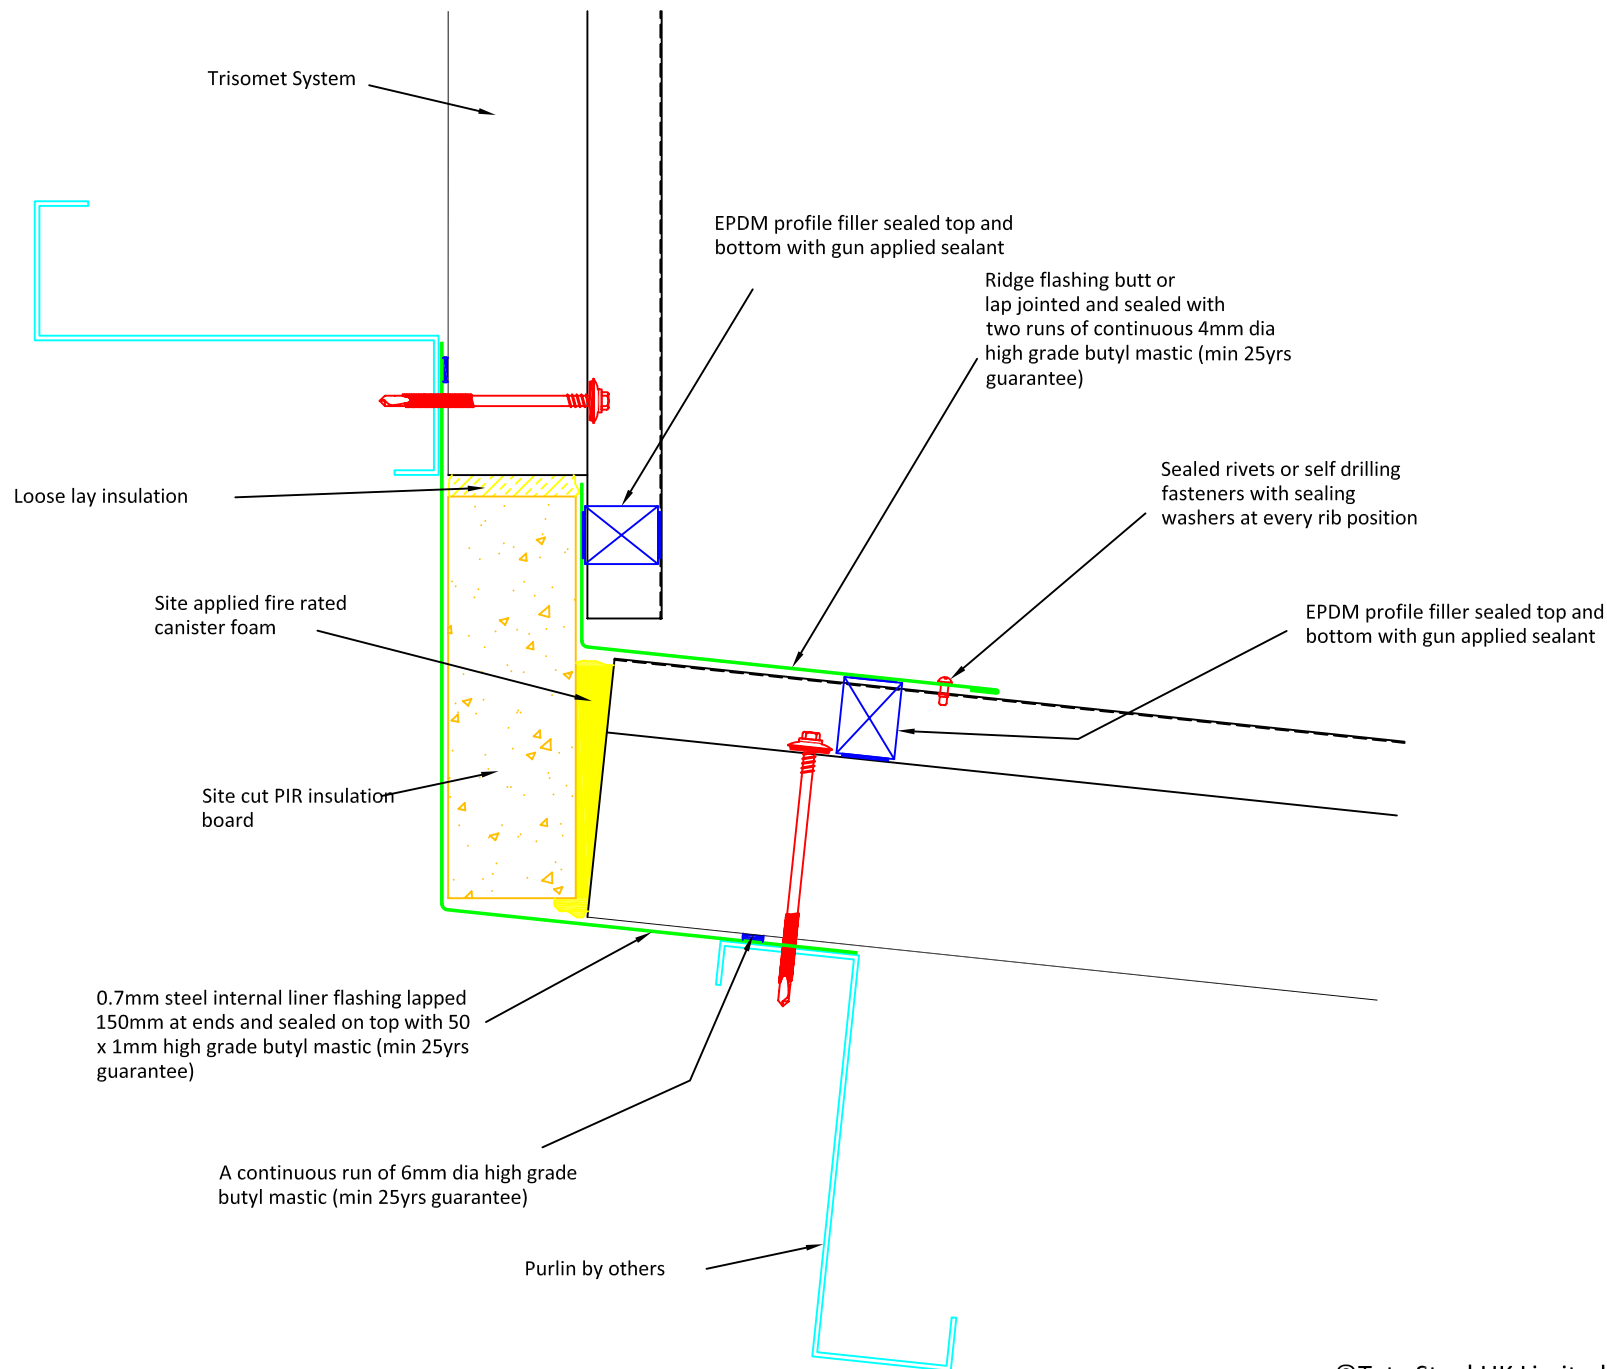 Trisomet System
EPDM profile filler sealed top and
bottom with gun applied sealant
Ridge flashing butt or
lap jointed and sealed with
two runs of continuous 4mm dia
high grade butyl mastic (min 25yrs
guarantee)
Sealed rivets or self drilling
fasteners with sealing
washers at every rib position
Loose lay insulation
Site applied fire rated
canister foam
EPDM profile filler sealed top and
bottom with gun applied sealant
Site cut PIR insulation
board
0.7mm steel internal liner flashing lapped
150mm at ends and sealed on top with 50
x 1mm high grade butyl mastic (min 25yrs
guarantee)
A continuous run of 6mm dia high grade
butyl mastic (min 25yrs guarantee)
Purlin by others
©Tata Steel UK Limited